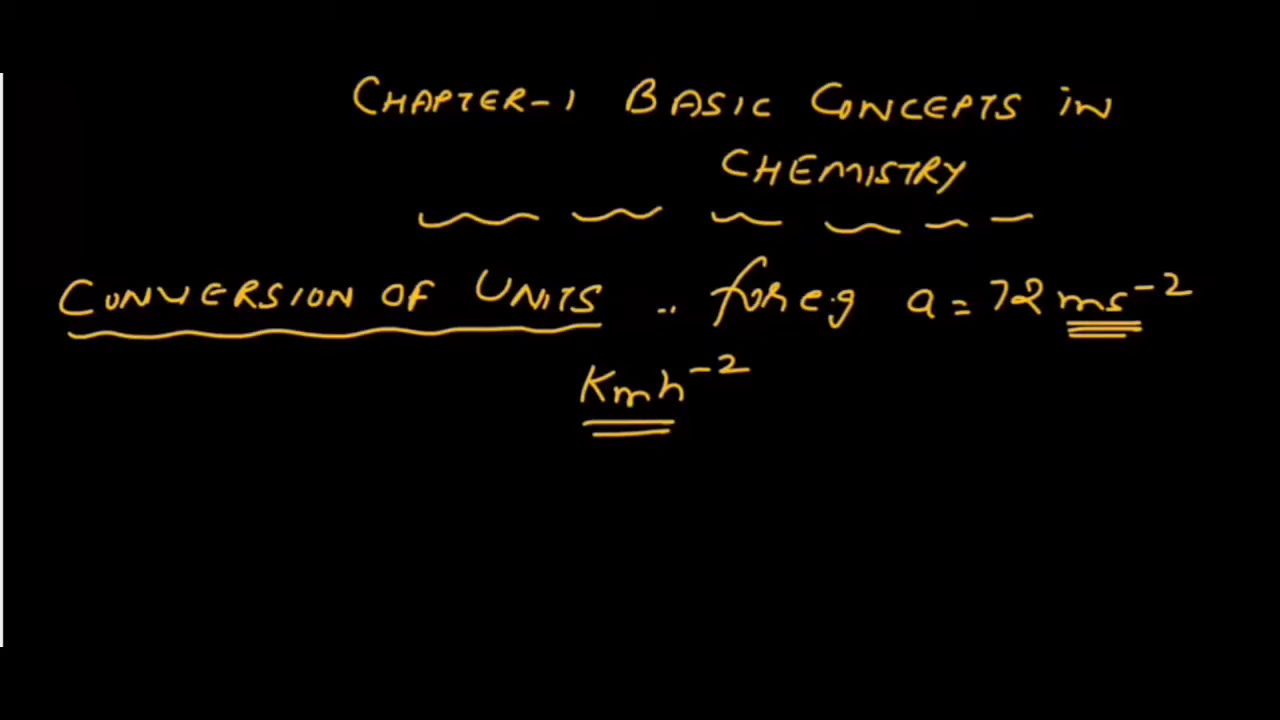 CHAPTER-1 BASIC CONCEPTS IN
CHEMISTRY
CONVERSION OF UNITS .. for e.g a = 72 ms⁻²
Kmh⁻²